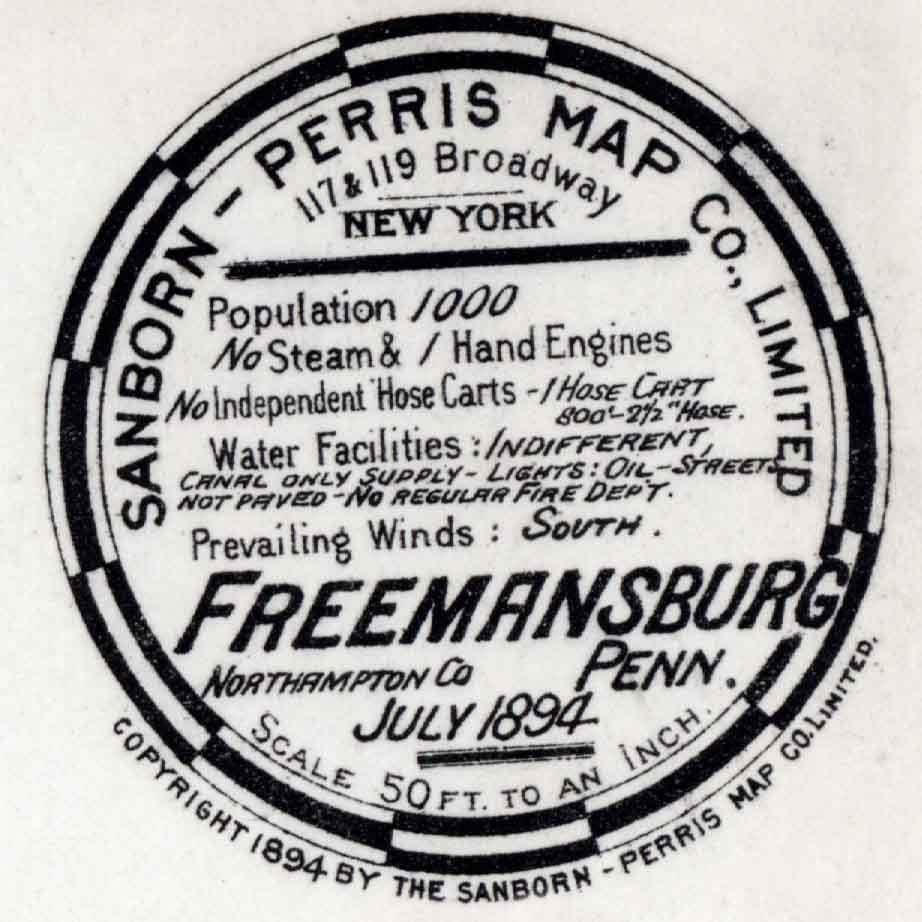 SANBORN - PERRIS MAP CO., LIMITED
117 & 119 Broadway
NEW YORK
Population 1000
No Steam & 1 Hand Engines
No Independent Hose Carts - 1 HOSE CART
800'-2½" HOSE.
Water Facilities : INDIFFERENT,
CANAL ONLY SUPPLY - LIGHTS : OIL - STREETS
NOT PAVED - NO REGULAR FIRE DEPT.
Prevailing Winds : SOUTH .
FREEMANSBURG
NORTHAMPTON CO PENN.
JULY 1894
SCALE 50 FT. TO AN INCH.
COPYRIGHT 1894 BY THE SANBORN - PERRIS MAP CO. LIMITED.